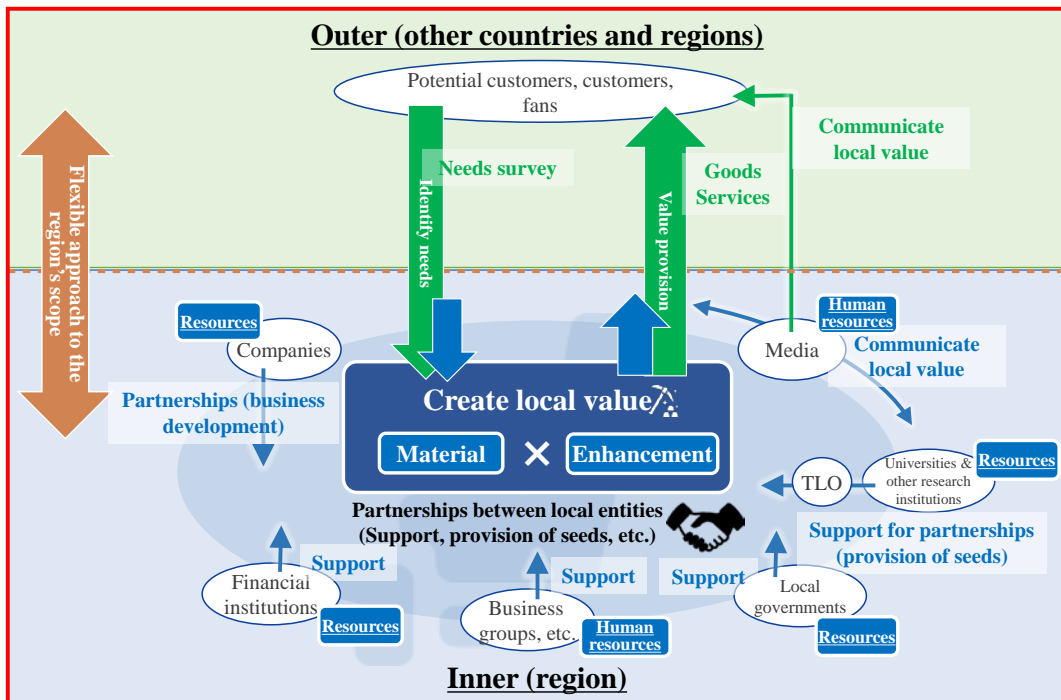 Outer (other countries and regions)
Potential customers, customers,
fans
Communicate
local value
Needs survey
Goods
Services
Flexible approach to the
region's scope
Identify needs
Value provision
Resources
Companies
Human
resources
Media
Communicate
local value
Partnerships (business
development)
Create local value
Material
Enhancement
TLO
Universities &
other research
institutions
Resources
Partnerships between local entities
(Support, provision of seeds, etc.)
Support for partnerships
(provision of seeds)
Support
Financial
institutions
Resources
Support
Business
groups, etc.
Human
resources
Support
Local
governments
Resources
Inner (region)